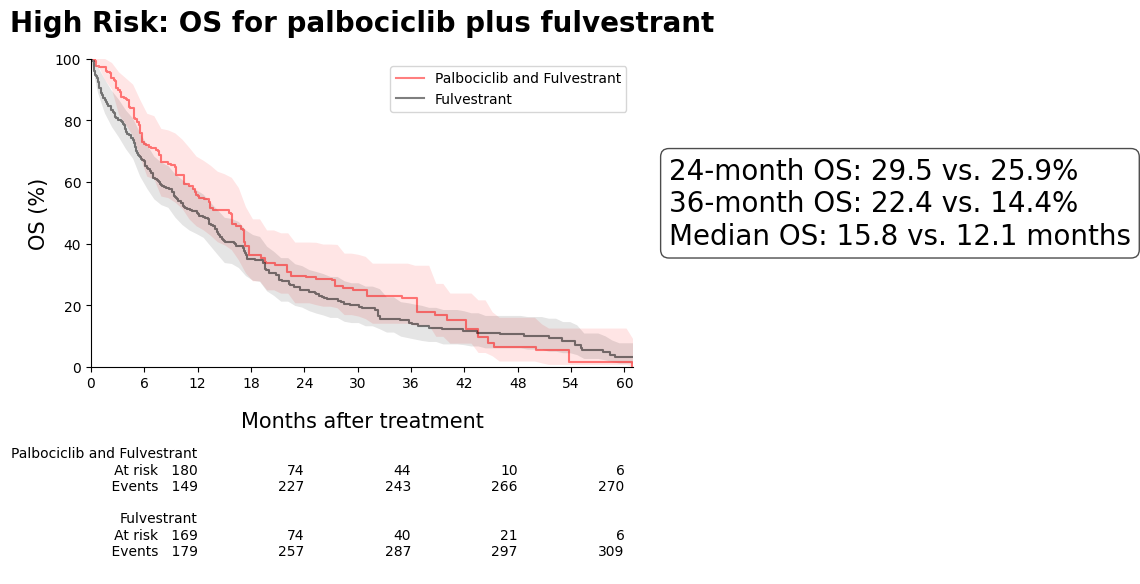 High Risk: OS for palbociclib plus fulvestrant
100
80
60
40
20
0
OS (%)
Palbociclib and Fulvestrant
Fulvestrant
0 6 12 18 24 30 36 42 48 54 60
Months after treatment
24-month OS: 29.5 vs. 25.9%
36-month OS: 22.4 vs. 14.4%
Median OS: 15.8 vs. 12.1 months
Palbociclib and Fulvestrant
At risk 180 74 44 10 6
Events 149 227 243 266 270
Fulvestrant
At risk 169 74 40 21 6
Events 179 257 287 297 309